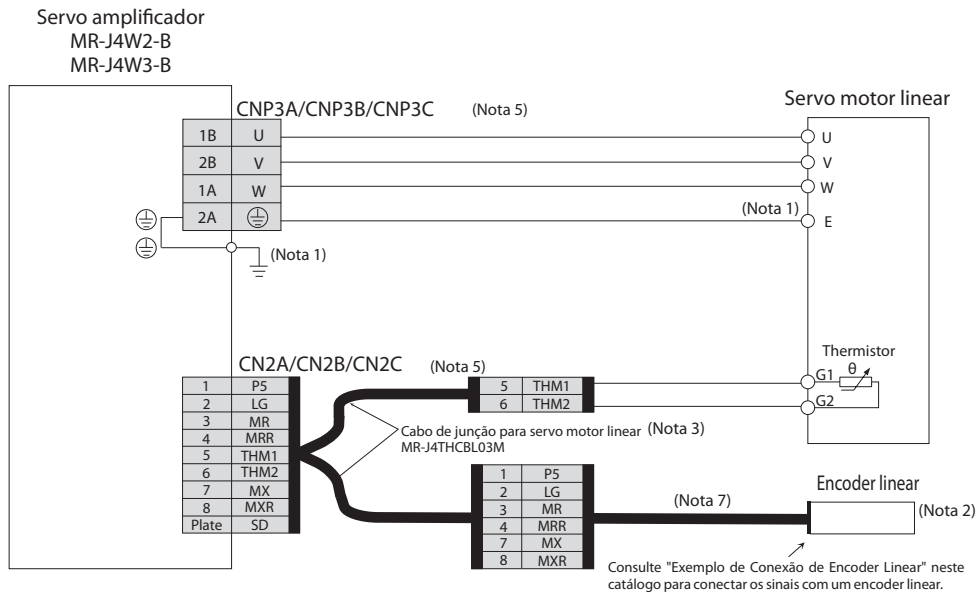 Servo amplificador
MR-J4W2-B
MR-J4W3-B
CNP3A/CNP3B/CNP3C (Nota 5)
1B U
2B V
1A W
2A
(Nota 1)
Servo motor linear
U
V
W
(Nota 1) E
CN2A/CN2B/CN2C (Nota 5)
1 P5
2 LG
3 MR
4 MRR
5 THM1
6 THM2
7 MX
8 MXR
Plate SD
5 THM1
6 THM2
Thermistor
G1 θ
G2
Cabo de junção para servo motor linear (Nota 3)
MR-J4THCBL03M
1 P5
2 LG
3 MR
4 MRR
7 MX
8 MXR
(Nota 7)
Encoder linear
(Nota 2)
Consulte "Exemplo de Conexão de Encoder Linear" neste
catálogo para conectar os sinais com um encoder linear.